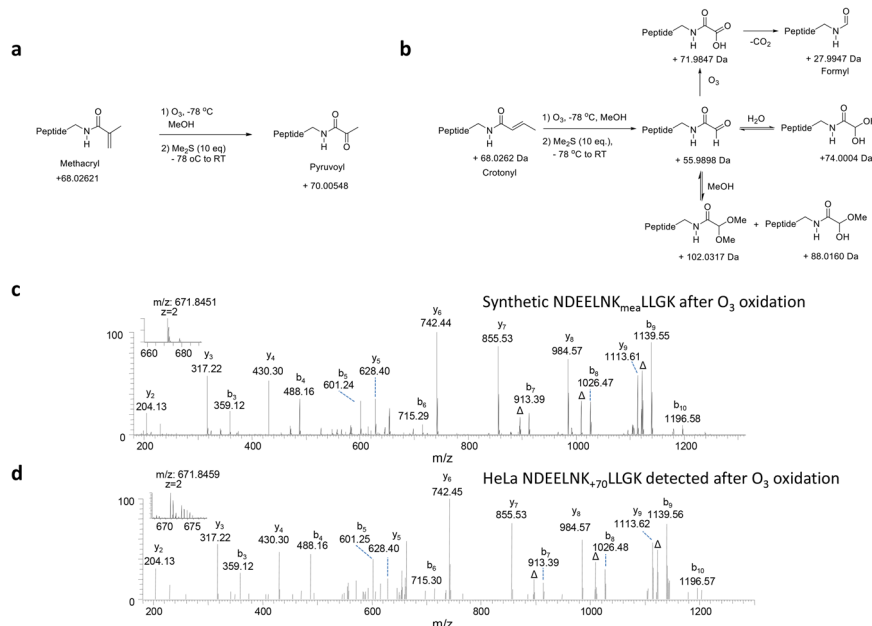 a
Peptide
N
H
O
Methacryl
+68.02621
1) O3, -78 °C
MeOH
2) Me2S (10 eq)
- 78 oC to RT
Peptide
N
H
O
O
Pyruvoyl
+ 70.00548
b
Peptide
N
H
O
O
OH
+ 71.9847 Da
-CO2
Peptide
N
H
O
+ 27.9947 Da
Formyl
O3
Peptide
N
H
O
+ 68.0262 Da
Crotonyl
1) O3, -78 °C, MeOH
2) Me2S (10 eq.),
- 78 °C to RT
Peptide
N
H
O
O
+ 55.9898 Da
H2O
Peptide
N
H
O
OH
OH
+74.0004 Da
MeOH
Peptide
N
H
O
OMe
OMe
+ 102.0317 Da
+
Peptide
N
H
O
OMe
OH
+ 88.0160 Da
c
Synthetic NDEELNKmeaLLGK after O3 oxidation
m/z: 671.8451
z=2
660 680
100
0
y2
204.13
y3
317.22
b3
359.12
y4
430.30
b4
488.16
b5
601.24
y5
628.40
b6
715.29
y6
742.44
y7
855.53
Δ
b7
913.39
y8
984.57
Δ
b8
1026.47
y9
1113.61
Δ
b9
1139.55
b10
1196.58
200 400 600 800 1000 1200
m/z
d
HeLa NDEELNK+70LLGK detected after O3 oxidation
m/z: 671.8459
z=2
670 675
100
0
y2
204.13
y3
317.22
b3
359.12
y4
430.30
b4
488.16
b5
601.25
y5
628.40
b6
715.30
y6
742.45
y7
855.53
Δ
b7
913.39
y8
984.57
Δ
b8
1026.48
y9
1113.62
Δ
b9
1139.56
b10
1196.57
200 400 600 800 1000 1200
m/z